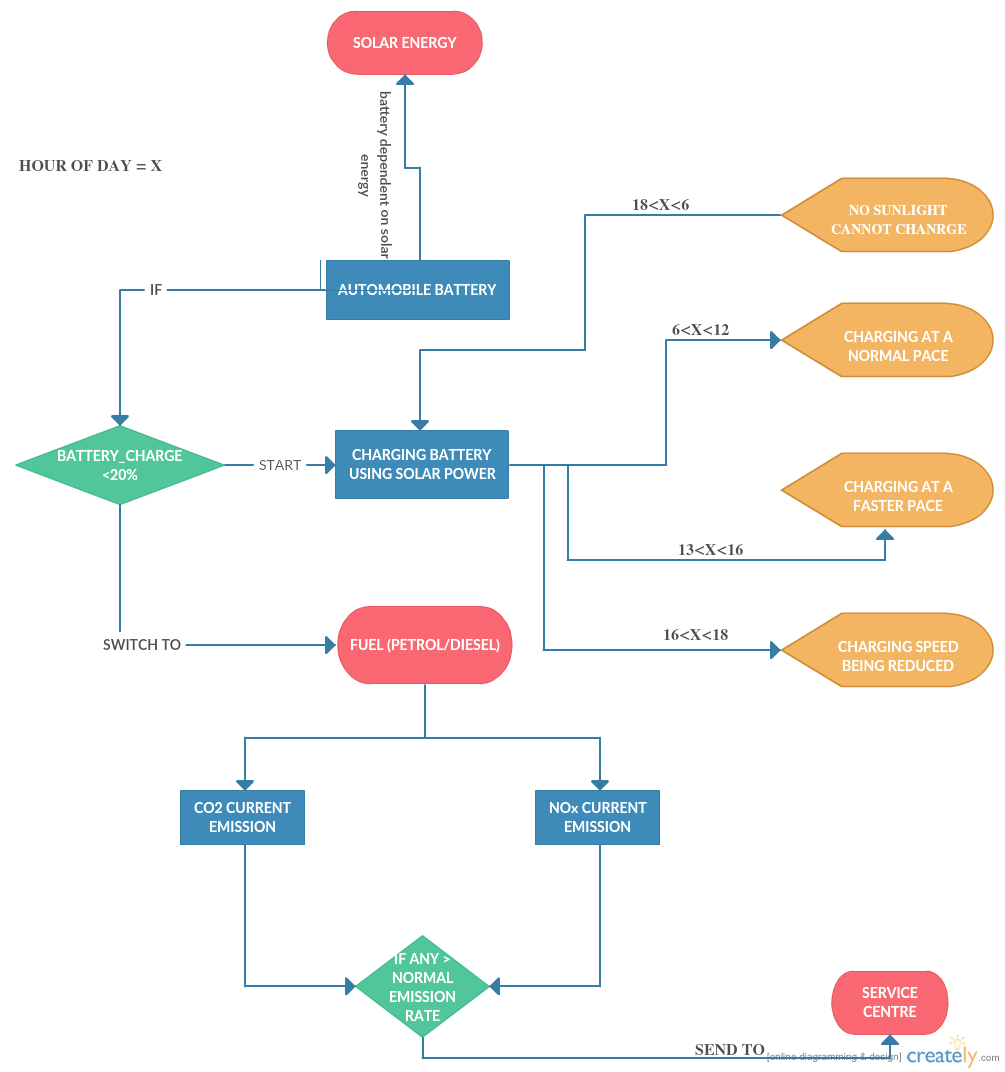 SOLAR ENERGY
battery dependent on solar
energy
HOUR OF DAY = X
18<X<6
NO SUNLIGHT
CANNOT CHANRGE
IF
AUTOMOBILE BATTERY
6<X<12
CHARGING AT A
NORMAL PACE
BATTERY_CHARGE
<20%
START
CHARGING BATTERY
USING SOLAR POWER
CHARGING AT A
FASTER PACE
13<X<16
SWITCH TO
FUEL (PETROL/DIESEL)
16<X<18
CHARGING SPEED
BEING REDUCED
CO2 CURRENT
EMISSION
NOx CURRENT
EMISSION
IF ANY >
NORMAL
EMISSION
RATE
SERVICE
CENTRE
SEND TO
[online diagramming & design]
creately.com